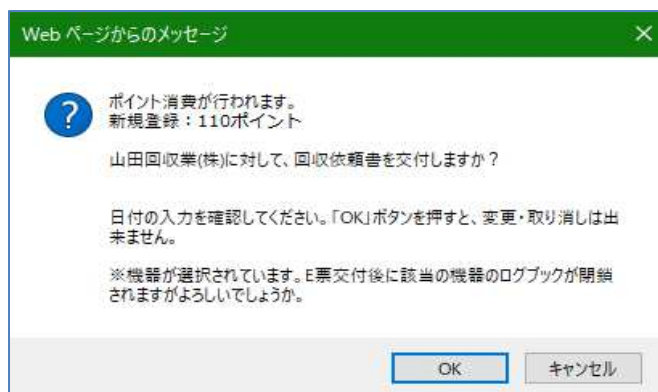 Web ページからのメッセージ
ポイント消費が行われます。
新規登録：110ポイント
山田回収業(株)に対して、回収依頼書を交付しますか？
日付の入力を確認してください。「OK」ボタンを押すと、変更・取り消しは出
来ません。
※機器が選択されています。E票交付後に該当の機器のログブックが閉鎖
されますがよろしいでしょうか。
OK
キャンセル